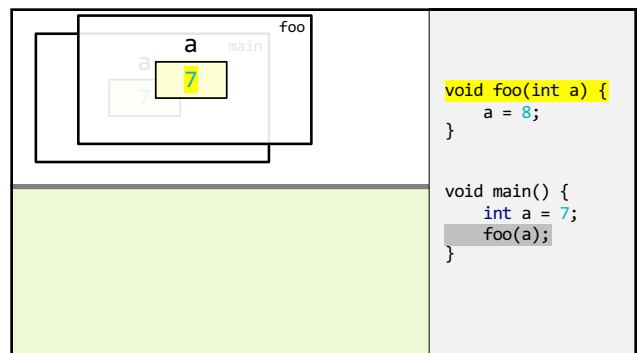 foo
a
main
a
7
7
void foo(int a) {
    a = 8;
}
void main() {
    int a = 7;
    foo(a);
}